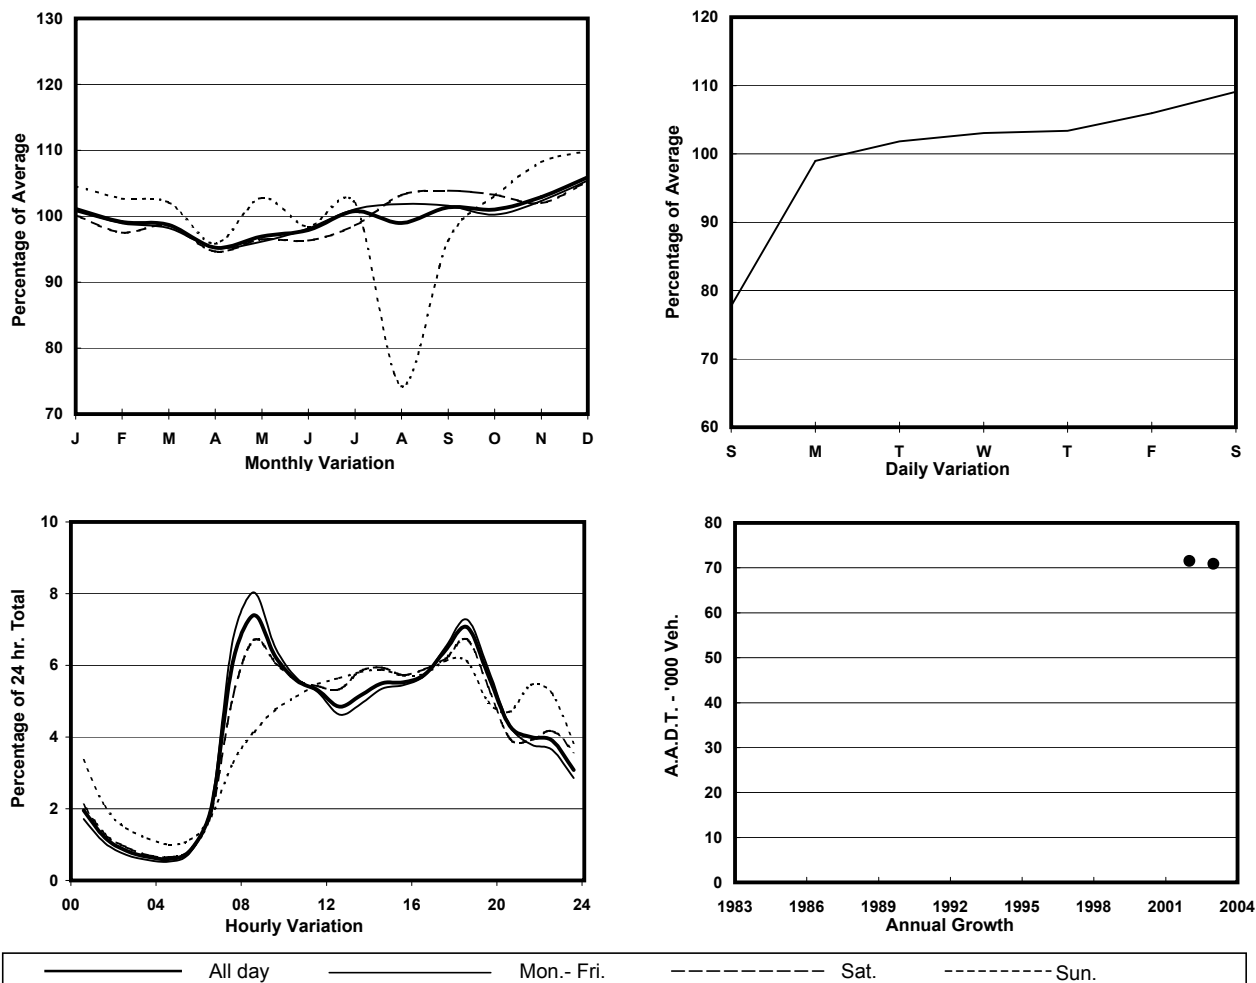 130
120
110
100
90
80
70
Percentage of Average
J F M A M J J A S O N D
Monthly Variation
120
110
100
90
80
70
60
Percentage of Average
S M T W T F S
Daily Variation
10
8
6
4
2
0
Percentage of 24 hr. Total
00 04 08 12 16 20 24
Hourly Variation
80
70
60
50
40
30
20
10
0
A.A.D.T. - '000 Veh.
1983 1986 1989 1992 1995 1998 2001 2004
Annual Growth
All day Mon.- Fri. Sat. Sun.